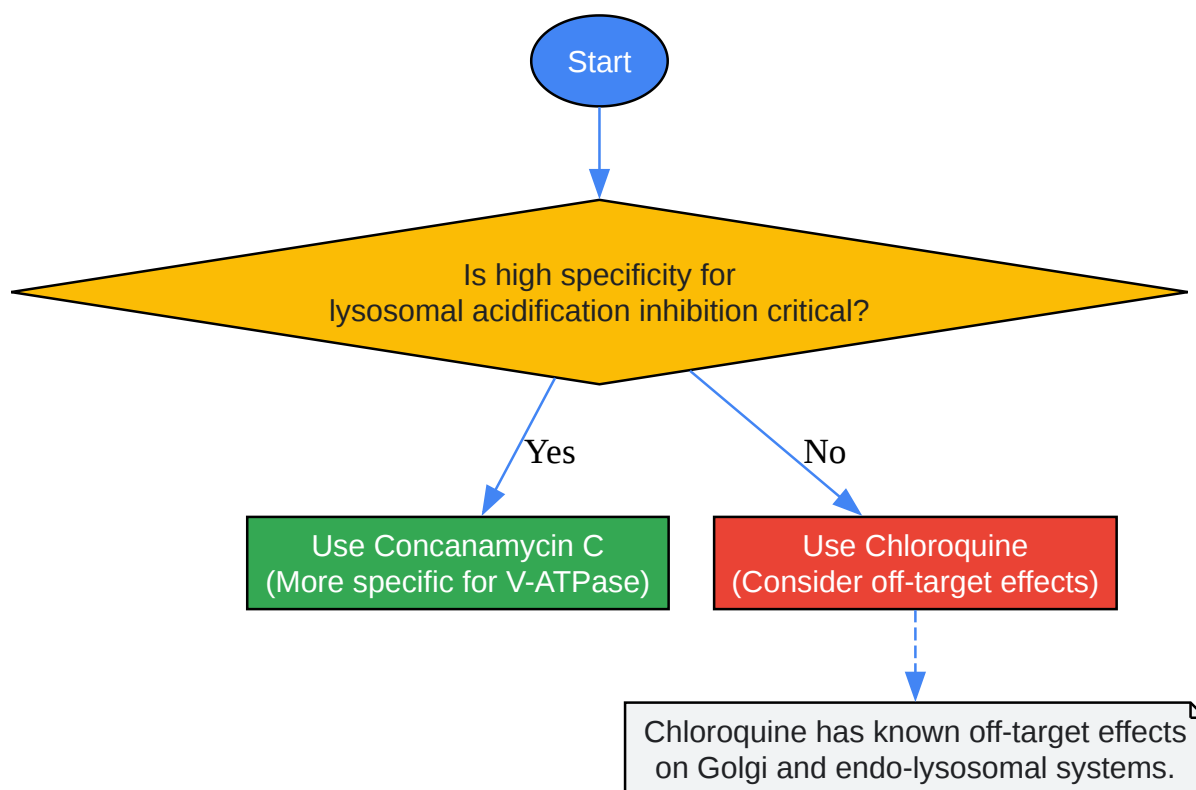 Start
Is high specificity for
lysosomal acidification inhibition critical?
Yes
No
Use Concanamycin C
(More specific for V-ATPase)
Use Chloroquine
(Consider off-target effects)
Chloroquine has known off-target effects
on Golgi and endo-lysosomal systems.